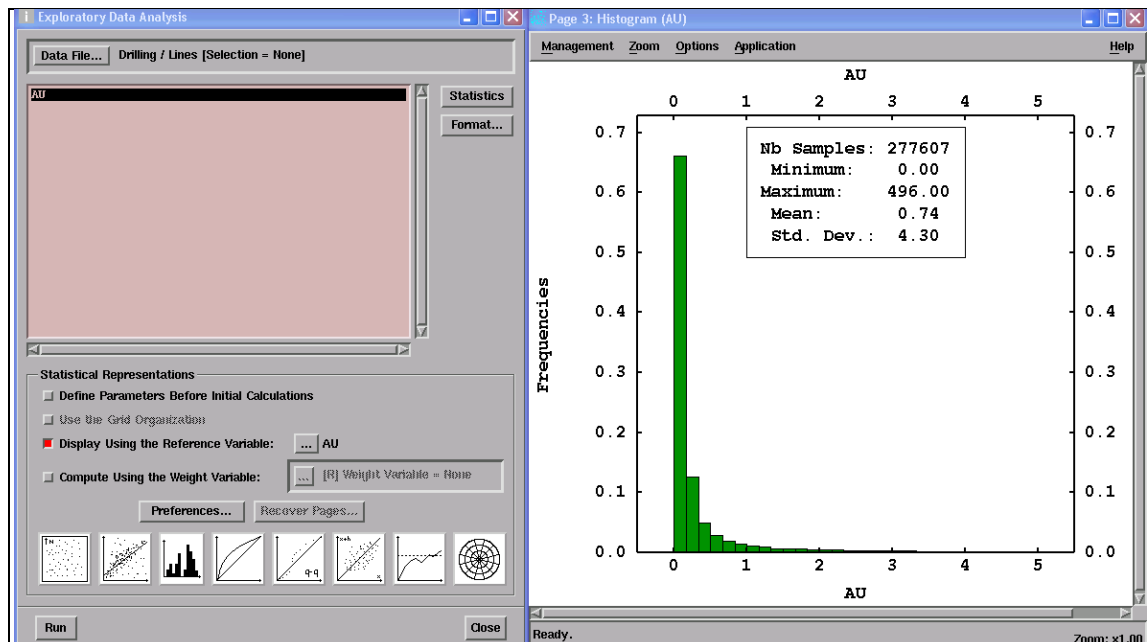 Exploratory Data Analysis
Data File... Drilling / Lines [Selection = None]
AU
Statistics
Format...
Statistical Representations
Define Parameters Before Initial Calculations
Use the Grid Organization
Display Using the Reference Variable: ... AU
Compute Using the Weight Variable: ... [R] Weight Variable = None
Preferences... Recover Pages...
N
q-q
x+h
x
Run Close
Page 3: Histogram (AU)
Management Zoom Options Application Help
AU
0 1 2 3 4 5
0.7 0.7
0.6 0.6
0.5 0.5
0.4 0.4
0.3 0.3
0.2 0.2
0.1 0.1
0.0 0.0
Nb Samples: 277607
Minimum: 0.00
Maximum: 496.00
Mean: 0.74
Std. Dev.: 4.30
Frequencies
0 1 2 3 4 5
AU
Ready. Zoom: x1.00